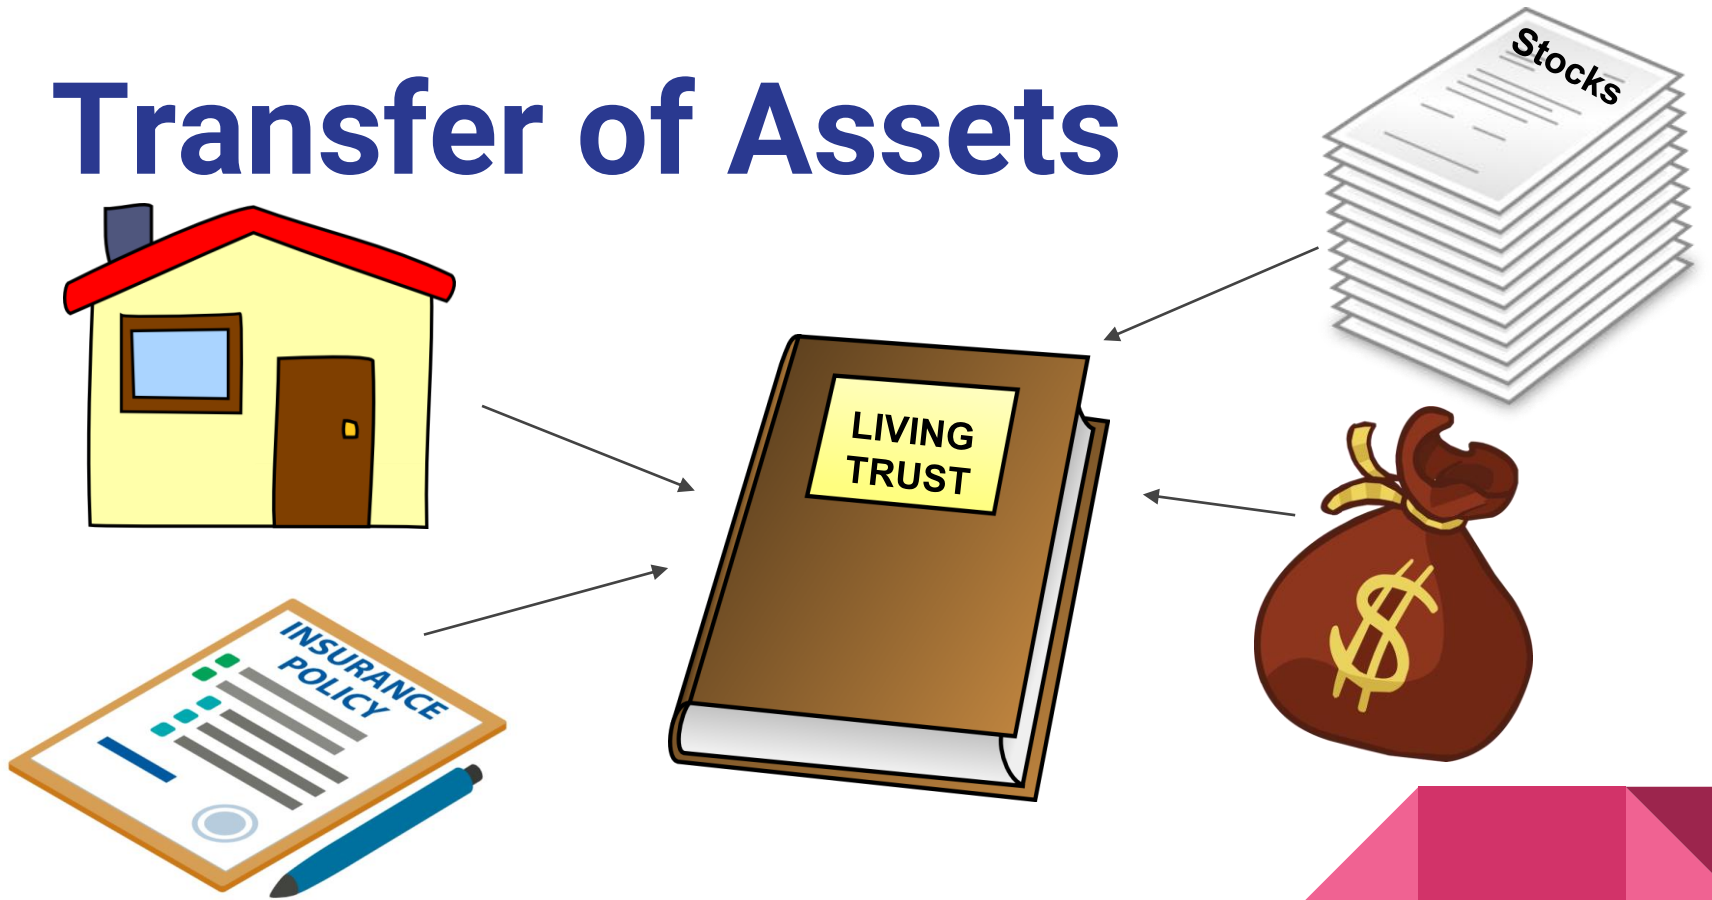 Transfer of Assets
Stocks
LIVING
TRUST
$
INSURANCE
POLICY